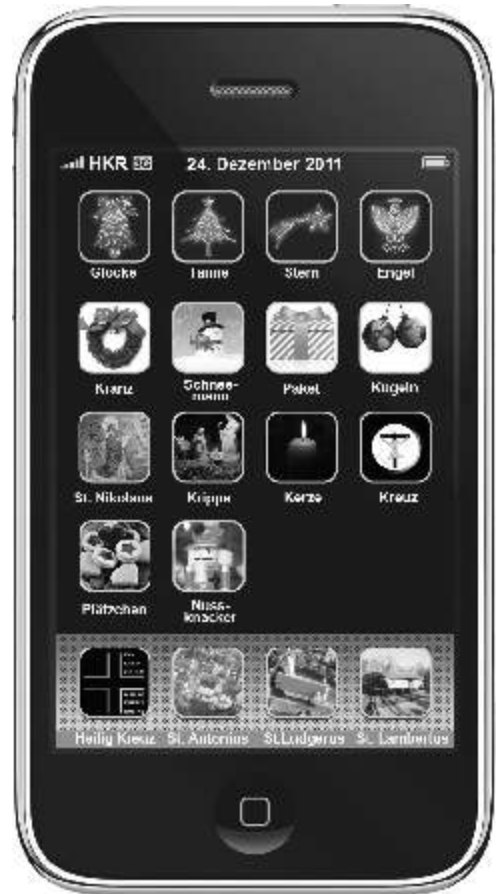 HKR 3G 24. Dezember 2011
Glocke Tanne Stern Engel
Kranz Schnee-mann Paket Kugeln
St. Nikolaus Krippe Kerze Kreuz
Plätzchen Nuss-knacker
Heilig Kreuz St. Antonius St.Ludgerus St. Lambertus